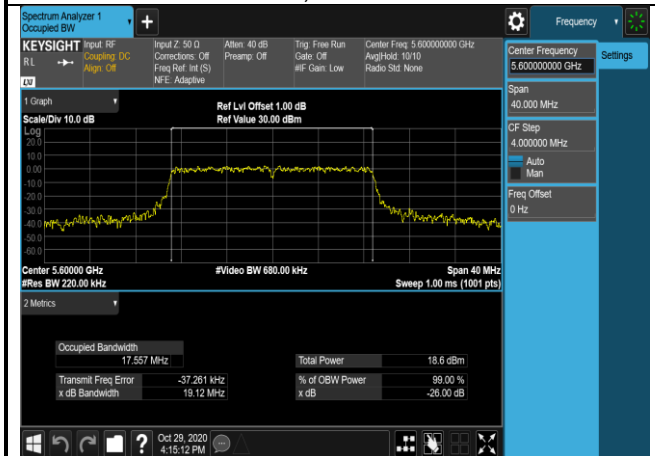 Spectrum Analyzer 1
Occupied BW
+
Frequency
KEYSIGHT
RL
LXI
Input: RF
Coupling: DC
Align: Off
Input Z: 50 Ω
Corrections: Off
Freq Ref: Int (S)
NFE: Adaptive
Atten: 40 dB
Preamp: Off
Trig: Free Run
Gate: Off
#IF Gain: Low
Center Freq: 5.600000000 GHz
Avg|Hold: 10/10
Radio Std: None
Center Frequency
5.600000000 GHz
Settings
Span
40.000 MHz
CF Step
4.000000 MHz
Auto
Man
Freq Offset
0 Hz
1 Graph
Scale/Div 10.0 dB
Ref Lvl Offset 1.00 dB
Ref Value 30.00 dBm
Log
20.0
10.0
0.00
-10.0
-20.0
-30.0
-40.0
-50.0
-60.0
Center 5.60000 GHz
#Res BW 220.00 kHz
#Video BW 680.00 kHz
Span 40 MHz
Sweep 1.00 ms (1001 pts)
2 Metrics
Occupied Bandwidth
17.557 MHz
Total Power 18.6 dBm
Transmit Freq Error -37.261 kHz
% of OBW Power 99.00 %
x dB Bandwidth 19.12 MHz
x dB -26.00 dB
?
Oct 29, 2020
4:15:12 PM